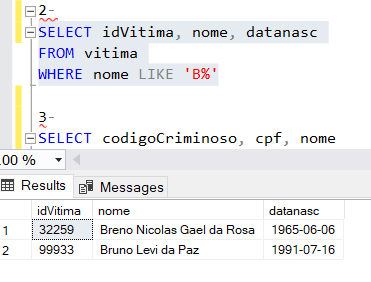 2-
SELECT idVitima, nome, datanasc
FROM vitima
WHERE nome LIKE 'B%'
3-
SELECT codigoCriminoso, cpf, nome
.00 %
Results Messages
idVitima nome datanasc
1 32259 Breno Nicolas Gael da Rosa 1965-06-06
2 99933 Bruno Levi da Paz 1991-07-16